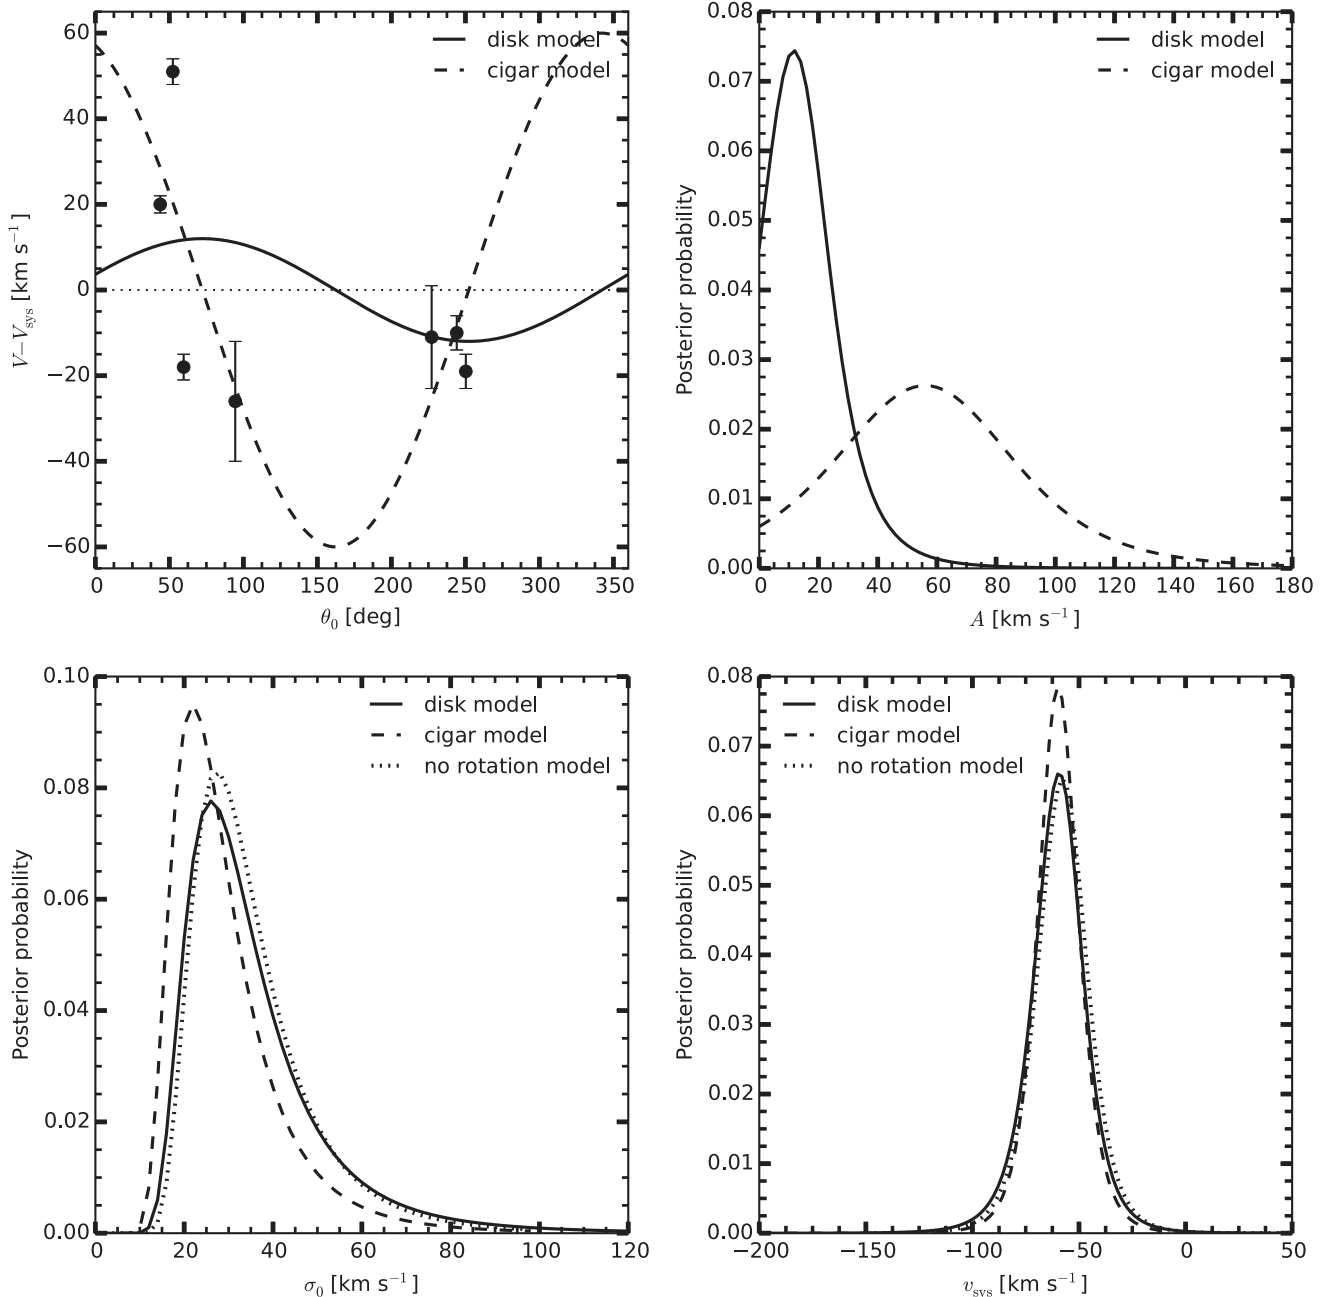 disk model
cigar model
60
40
20
0
−20
−40
−60
V−V_sys [km s⁻¹]
0 50 100 150 200 250 300 350
θ₀ [deg]
disk model
cigar model
0.08
0.07
0.06
0.05
0.04
0.03
0.02
0.01
0.00
Posterior probability
0 20 40 60 80 100 120 140 160 180
A [km s⁻¹]
disk model
cigar model
no rotation model
0.10
0.08
0.06
0.04
0.02
0.00
Posterior probability
0 20 40 60 80 100 120
σ₀ [km s⁻¹]
disk model
cigar model
no rotation model
0.08
0.07
0.06
0.05
0.04
0.03
0.02
0.01
0.00
Posterior probability
−200 −150 −100 −50 0 50
v_sys [km s⁻¹]